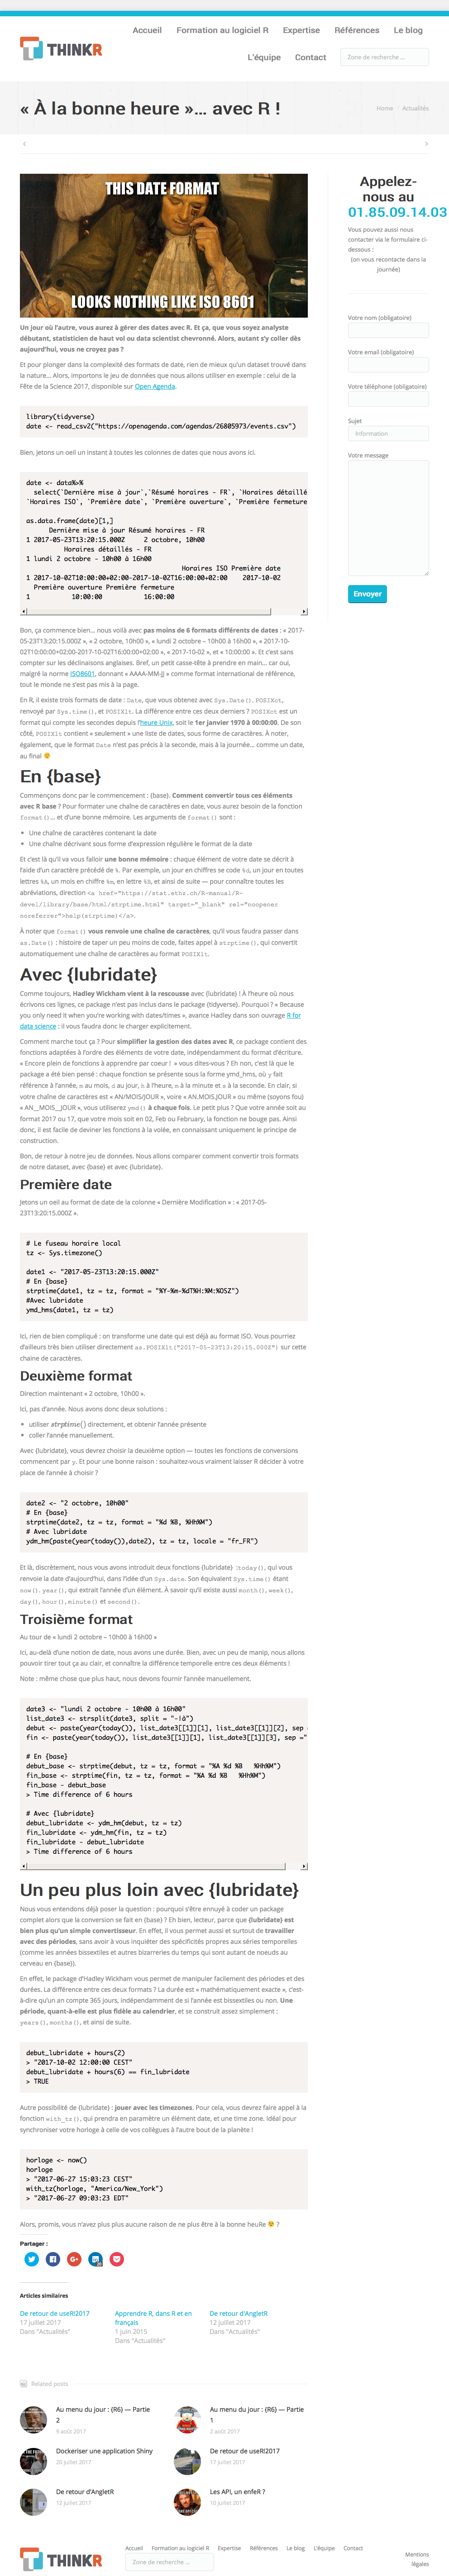 THINKR
Accueil Formation au logiciel R Expertise Références Le blog
L'équipe Contact Zone de recherche ...
« À la bonne heure »… avec R !
Home / Actualités
THIS DATE FORMAT
LOOKS NOTHING LIKE ISO 8601
Un jour où l'autre, vous aurez à gérer des dates avec R. Et ça, que vous soyez analyste
débutant, statisticien de haut vol ou data scientist chevronné. Alors, autant s'y coller dès
aujourd'hui, vous ne croyez pas ?
Et pour plonger dans la complexité des formats de date, rien de mieux qu'un dataset trouvé dans
la nature… Alors, importons le jeu de données que nous allons utiliser en exemple : celui de la
Fête de la Science 2017, disponible sur Open Agenda.
library(tidyverse)
date <- read_csv2("https://openagenda.com/agendas/26805973/events.csv")
Bien, jetons un oeil un instant à toutes les colonnes de dates que nous avons ici.
date <- data%>%
select(`Dernière mise à jour`,`Résumé horaires - FR`, `Horaires détaillé
`Horaires ISO`, `Première date`, `Première ouverture`, `Première fermet
as.data.frame(date)[1,]
Dernière mise à jour Résumé horaires - FR
1 2017-05-23T13:20:15.000Z 2 octobre, 10h00
Horaires détaillés - FR
1 lundi 2 octobre - 10h00 à 16h00
Horaires ISO Première date
1 2017-10-02T10:00:00+02:00-2017-10-02T16:00:00+02:00 2017-10-02
Première ouverture Première fermeture
1 10:00:00 16:00:00
Bon, ça commence bien… nous voilà avec pas moins de 6 formats différents de dates : « 2017-
05-23T13:20:15.000Z », « 2 octobre, 10h00 », « lundi 2 octobre – 10h00 à 16h00 », « 2017-10-
02T10:00:00+02:00-2017-10-02T16:00:00+02:00 », « 2017-10-02 », et « 10:00:00 ». Et c'est sans
compter sur les déclinaisons anglaises. Bref, un petit casse-tête à prendre en main… car oui,
malgré la norme ISO8601, donnant « AAAA-MM-JJ » comme format international de référence,
tout le monde ne s'est pas mis à la page.
En R, il existe trois formats de date : Date, que vous obtenez avec Sys.Date(). POSIXct,
renvoyé par Sys.time(), et POSIXlt. La différence entre ces deux derniers ? POSIXct est un
format qui compte les secondes depuis l'heure Unix, soit le 1er janvier 1970 à 00:00:00. De son
côté, POSIXlt contient « seulement » une liste de dates, sous forme de caractères. À noter,
également, que le format Date n'est pas précis à la seconde, mais à la journée… comme un date,
au final 🙂
En {base}
Commençons donc par le commencement : {base}. Comment convertir tous ces éléments
avec R base ? Pour formater une chaîne de caractères en date, vous aurez besoin de la fonction
format()… et d'une bonne mémoire. Les arguments de format() sont :
Une chaîne de caractères contenant la date
Une chaîne décrivant sous forme d'expression régulière le format de la date
Et c'est là qu'il va vous falloir une bonne mémoire : chaque élément de votre date se décrit à
l'aide d'un caractère précédé de %. Par exemple, un jour en chiffres se code %d, un jour en toutes
lettres %A, un mois en chiffre %m, en lettre %B, et ainsi de suite — pour connaître toutes les
abréviations, direction <a href="https://stat.ethz.ch/R-manual/R-
devel/library/base/html/strptime.html" target="_blank" rel="noopener
noreferrer">help(strptime)</a>.
À noter que format() vous renvoie une chaîne de caractères, qu'il vous faudra passer dans
as.Date() : histoire de taper un peu moins de code, faites appel à strptime(), qui convertit
automatiquement une chaîne de caractères au format POSIXlt.
Avec {lubridate}
Comme toujours, Hadley Wickham vient à la rescousse avec {lubridate} ! À l'heure où nous
écrivons ces lignes, ce package n'est pas inclus dans le package {tidyverse}. Pourquoi ? « Because
you only need it when you're working with dates/times », avance Hadley dans son ouvrage R for
data science : il vous faudra donc le charger explicitement.
Comment marche tout ça ? Pour simplifier la gestion des dates avec R, ce package contient des
fonctions adaptées à l'ordre des éléments de votre date, indépendamment du format d'écriture.
« Encore plein de fonctions à apprendre par coeur ! » vous dites-vous ? Eh non, c'est là que le
package a été bien pensé : chaque fonction se présente sous la forme ymd_hms, où y fait
référence à l'année, m au mois, d au jour, h à l'heure, m à la minute et s à la seconde. En clair, si
votre chaîne de caractères est « AN/MOIS/JOUR », voire « AN.MOIS.JOUR » ou même (soyons fou)
« AN__MOIS__JOUR », vous utiliserez ymd() à chaque fois. Le petit plus ? Que votre année soit au
format 2017 ou 17, que votre mois soit en 02, Feb ou February, la fonction ne bouge pas. Ainsi
donc, il est facile de deviner les fonctions à la volée, en connaissant uniquement le principe de
construction.
Bon, de retour à notre jeu de données. Nous allons comparer comment convertir trois formats
de notre dataset, avec {base} et avec {lubridate}.
Première date
Jetons un oeil au format de date de la colonne « Dernière Modification » : « 2017-05-
23T13:20:15.000Z ».
# Le fuseau horaire local
tz <- Sys.timezone()
date1 <- "2017-05-23T13:20:15.000Z"
# En {base}
strptime(date1, tz = tz, format = "%Y-%m-%dT%H:%M:%OSZ")
#Avec lubridate
ymd_hms(date1, tz = tz)
Ici, rien de bien compliqué : on transforme une date qui est déjà au format ISO. Vous pourriez
d'ailleurs très bien utiliser directement as.POSIXlt("2017-05-23T13:20:15.000Z") sur cette
chaine de caractères.
Deuxième format
Direction maintenant « 2 octobre, 10h00 ».
Ici, pas d'année. Nous avons donc deux solutions :
utiliser strptime() directement, et obtenir l'année présente
coller l'année manuellement.
Avec {lubridate}, vous devrez choisir la deuxième option — toutes les fonctions de conversions
commencent par y. Et pour une bonne raison : souhaitez-vous vraiment laisser R décider à votre
place de l'année à choisir ?
date2 <- "2 octobre, 10h00"
# En {base}
strptime(date2, tz = tz, format = "%d %B, %Hh%M")
# Avec lubridate
ydm_hm(paste(year(today()),date2), tz = tz, locale = "fr_FR")
Et là, discrètement, nous vous avons introduit deux fonctions {lubridate} :today(), qui vous
renvoie la date d'aujourd'hui, dans l'idée d'un Sys.date. Son équivalent Sys.time() étant
now(). year(), qui extrait l'année d'un élément. À savoir qu'il existe aussi month(), week(),
day(), hour(), minute() et second().
Troisième format
Au tour de « lundi 2 octobre – 10h00 à 16h00 »
Ici, au-delà d'une notion de date, nous avons une durée. Bien, avec un peu de manip, nous allons
pouvoir tirer tout ça au clair, et connaître la différence temporelle entre ces deux éléments !
Note : même chose que plus haut, nous devons fournir l'année manuellement.
date3 <- "lundi 2 octobre - 10h00 à 16h00"
list_date3 <- strsplit(date3, split = "-|à")
debut <- paste(year(today()), list_date3[[1]][1], list_date3[[1]][2], sep =
fin <- paste(year(today()), list_date3[[1]][1], list_date3[[1]][3], sep ="
# En {base}
debut_base <- strptime(debut, tz = tz, format = "%A %d %B %Hh%M")
fin_base <- strptime(fin, tz = tz, format = "%A %d %B %Hh%M")
fin_base - debut_base
> Time difference of 6 hours
# Avec {lubridate}
debut_lubridate <- ydm_hm(debut, tz = tz)
fin_lubridate <- ydm_hm(fin, tz = tz)
fin_lubridate - debut_lubridate
> Time difference of 6 hours
Un peu plus loin avec {lubridate}
Nous vous entendons déjà poser la question : pourquoi s'être ennuyé à coder un package
complet alors que la conversion se fait en {base} ? Eh bien, lecteur, parce que {lubridate} est
bien plus qu'un simple convertisseur. En effet, il vous permet aussi et surtout de travailler
avec des périodes, sans avoir à vous inquiéter des spécificités propres aux séries temporelles
(comme les années bissextiles et autres bizarreries du temps qui sont autant de noeuds au
cerveau en {base}).
En effet, le package d'Hadley Wickham vous permet de manipuler facilement des périodes et des
durées. La différence entre ces deux formats ? La durée est « mathématiquement exacte », c'est-
à-dire qu'un an compte 365 jours, indépendamment de si l'année est bissextiles ou non. Une
période, quant-à-elle est plus fidèle au calendrier, et se construit assez simplement :
years(), months(), et ainsi de suite.
debut_lubridate + hours(2)
> "2017-10-02 12:00:00 CEST"
debut_lubridate + hours(6) == fin_lubridate
> TRUE
Autre possibilité de {lubridate} : jouer avec les timezones. Pour cela, vous devrez faire appel à la
fonction with_tz(), qui prendra en paramètre un élément date, et une time zone. Idéal pour
synchroniser votre horloge à celle de vos collègues à l'autre bout de la planète !
horloge <- now()
horloge
> "2017-06-27 15:03:23 CEST"
with_tz(horloge, "America/New_York")
> "2017-06-27 09:03:23 EDT"
Alors, promis, vous n'avez plus plus aucune raison de ne plus être à la bonne heuRe 😉 ?
Partager :
Articles similaires
De retour de useR!2017
17 juillet 2017
Dans "Actualités"
Apprendre R, dans R et en
français
1 juin 2015
Dans "Actualités"
De retour d'AngletR
12 juillet 2017
Dans "Actualités"
Related posts
Au menu du jour : {R6} — Partie
2
9 août 2017
Au menu du jour : {R6} — Partie
1
2 août 2017
Dockeriser une application Shiny
20 juillet 2017
De retour de useR!2017
17 juillet 2017
De retour d'AngletR
12 juillet 2017
Les API, un enfeR ?
10 juillet 2017
Appelez-
nous au
01.85.09.14.03
Vous pouvez aussi nous
contacter via le formulaire ci-
dessous :
(on vous recontacte dans la
journée)
Votre nom (obligatoire)
Votre email (obligatoire)
Votre téléphone (obligatoire)
Sujet
Information
Votre message
Envoyer
THINKR
Accueil Formation au logiciel R Expertise Références Le blog L'équipe Contact
Zone de recherche ...
Mentions
légales